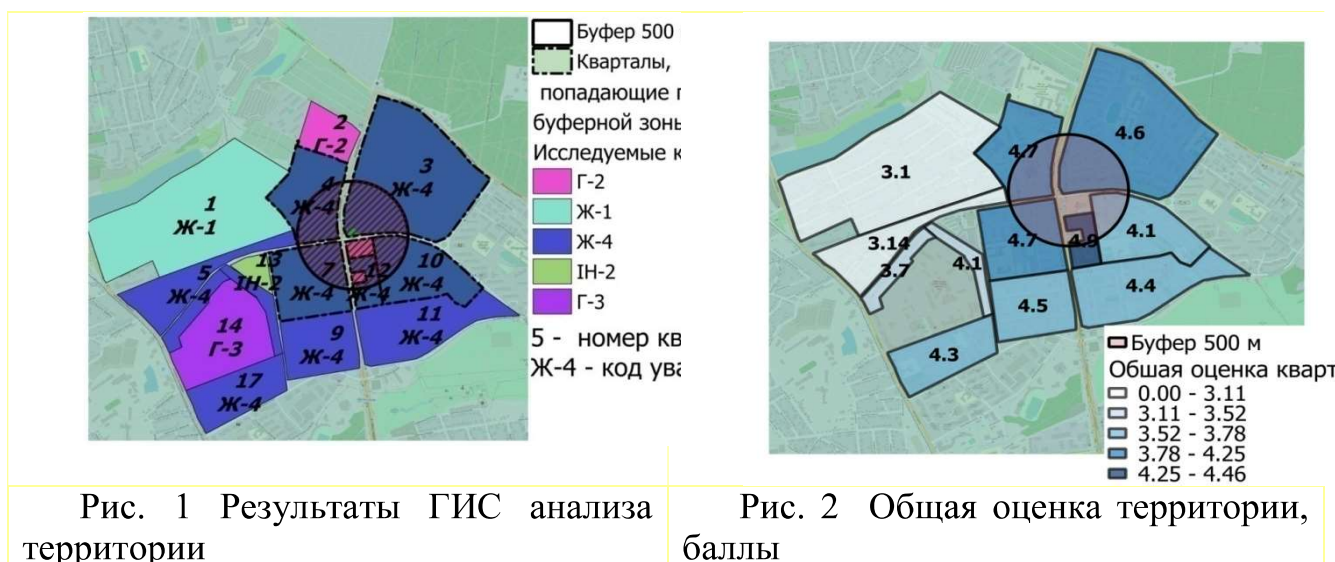 2
Г-2
3
Ж-4
4
Ж-4
1
Ж-1
5
Ж-4
13
ІН-2
7
Ж-4
12
Ж-4
10
Ж-4
14
Г-3
9
Ж-4
11
Ж-4
17
Ж-4
Буфер 500
Кварталы,
попадающие
буферной
Исследуемые
Г-2
Ж-1
Ж-4
ІН-2
Г-3
5 - номер
Ж-4 - код
4.6
4.7
3.1
3.14
3.7
4.1
4.7
4.9
4.1
4.5
4.4
4.3
Буфер 500 м
Обшая оценка кварт
0.00 - 3.11
3.11 - 3.52
3.52 - 3.78
3.78 - 4.25
4.25 - 4.46
Рис. 1 Результаты ГИС анализа
территории
Рис. 2 Общая оценка территории,
баллы